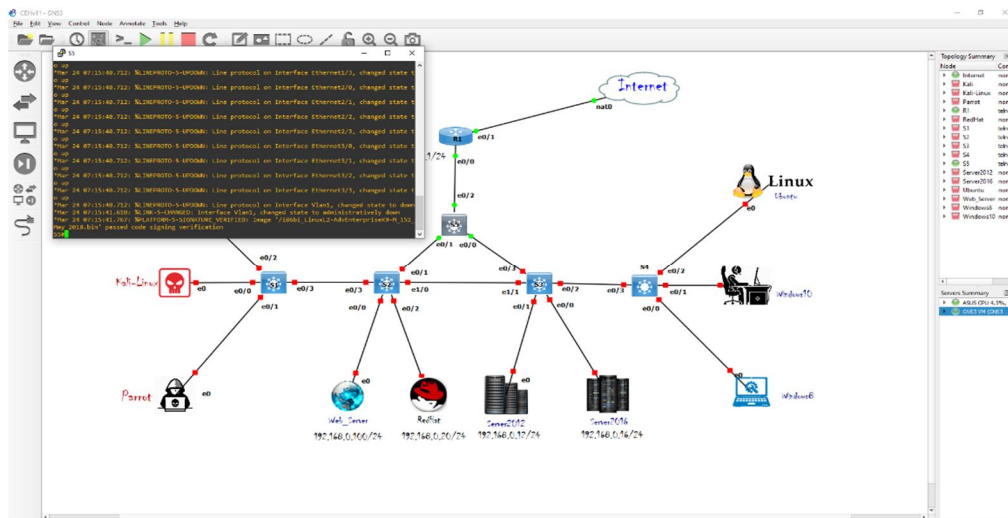 CEHv11 - GNS3
File Edit View Control Node Annotate Tools Help
S5
o up
*Mar 24 07:15:40.712: %LINEPROTO-5-UPDOWN: Line protocol on Interface Ethernet1/3, changed state t
o up
*Mar 24 07:15:40.712: %LINEPROTO-5-UPDOWN: Line protocol on Interface Ethernet2/0, changed state t
o up
*Mar 24 07:15:40.712: %LINEPROTO-5-UPDOWN: Line protocol on Interface Ethernet2/1, changed state t
o up
*Mar 24 07:15:40.712: %LINEPROTO-5-UPDOWN: Line protocol on Interface Ethernet2/2, changed state t
o up
*Mar 24 07:15:40.712: %LINEPROTO-5-UPDOWN: Line protocol on Interface Ethernet2/3, changed state t
o up
*Mar 24 07:15:40.712: %LINEPROTO-5-UPDOWN: Line protocol on Interface Ethernet3/0, changed state t
o up
*Mar 24 07:15:40.712: %LINEPROTO-5-UPDOWN: Line protocol on Interface Ethernet3/1, changed state t
o up
*Mar 24 07:15:40.712: %LINEPROTO-5-UPDOWN: Line protocol on Interface Ethernet3/2, changed state t
o up
*Mar 24 07:15:40.712: %LINEPROTO-5-UPDOWN: Line protocol on Interface Ethernet3/3, changed state t
o up
*Mar 24 07:15:40.712: %LINEPROTO-5-UPDOWN: Line protocol on Interface Vlan1, changed state to down
*Mar 24 07:15:41.610: %LINK-5-CHANGED: Interface Vlan1, changed state to administratively down
*Mar 24 07:15:41.767: %PLATFORM-5-SIGNATURE_VERIFIED: Image
May_2018.bin' passed code signing verification
S5#
Internet
nat0
e0/1
R1
.1/24
e0/0
e0/2
e0/1 e0/0
Linux
Ubuntu
e0
e0/2
Kali-Linux
e0
e0/0
S1
e0/3
e0/1
e0/1
e0/3
S2
e1/0
e0/0
e0/2
e0/3
e1/1
S3
e0/2
e0/1
e0/0
S4
e0/3
e0/2
e0/1
e0/0
Windows10
Parrot
e0
e0
Web_Server
192,168,0,100/24
e0
RedHat
192,168,0,20/24
e0
Server2012
192,168,0,12/24
e0
Server2016
192,168,0,16/24
e0
Windows8
Topology Summary
Node
Internet
Kali
Kali-Linux
Parrot
R1
RedHat
S1
S2
S3
S4
S5
Server2012
Server2016
Ubuntu
Web_Server
Windows8
Windows10
Servers Summary
ASUS CPU 4.3%,
GNS3 VM (GNS3